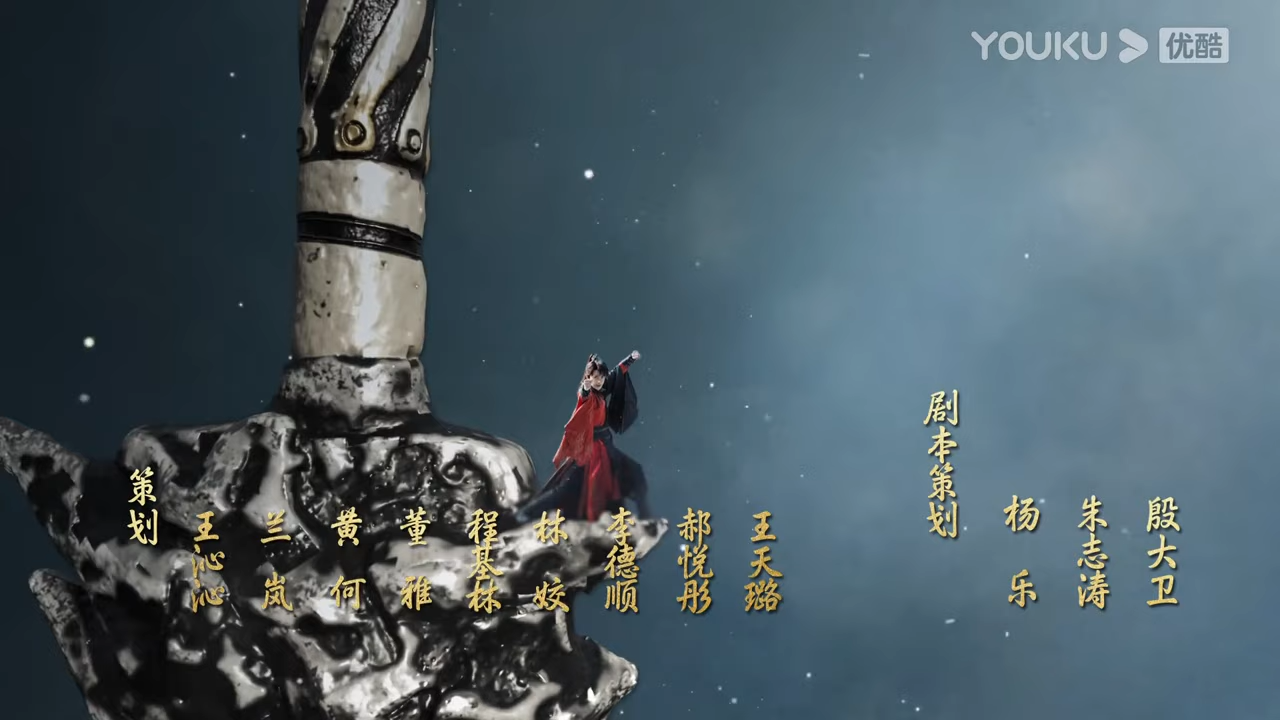 YOUKU 优酷
策划
王沁沁
兰岚
黄何
董雅
程基林
林姣
李德顺
郝悦彤
王天璐
剧本策划
杨乐
朱志涛
殷大卫